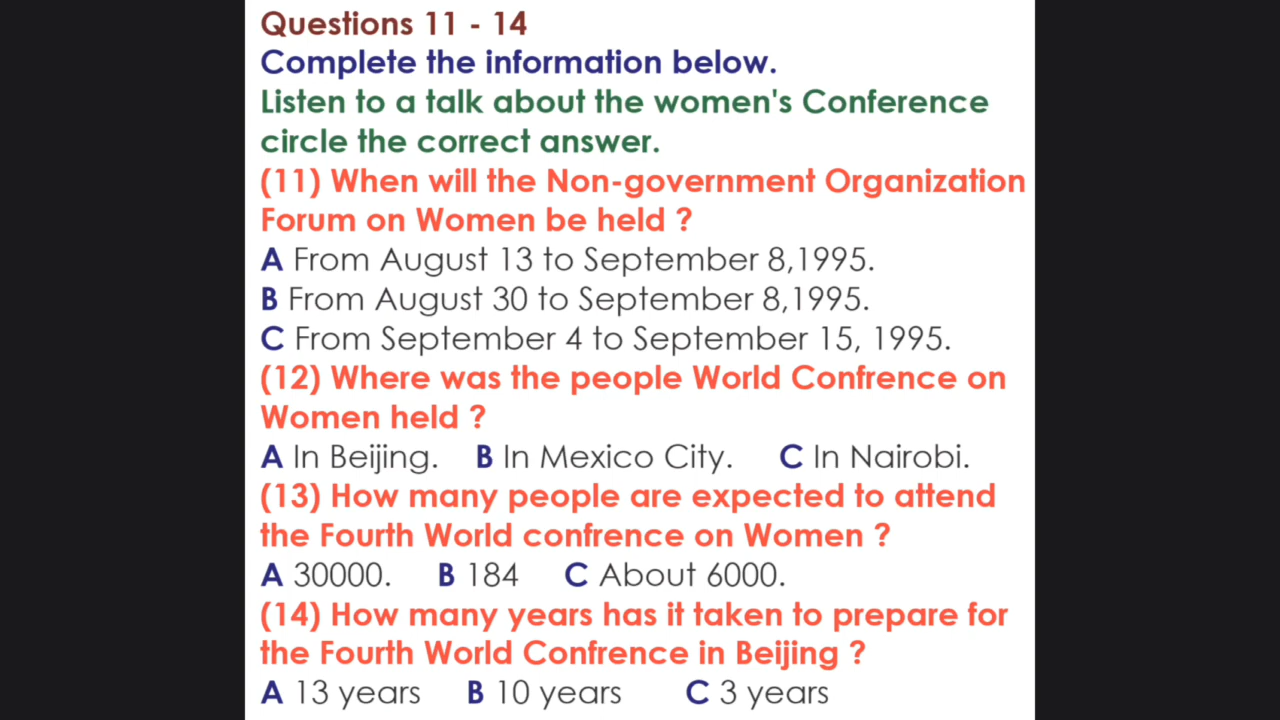 Questions 11 - 14
Complete the information below.
Listen to a talk about the women's Conference
circle the correct answer.
(11) When will the Non-government Organization
Forum on Women be held ?
A From August 13 to September 8,1995.
B From August 30 to September 8,1995.
C From September 4 to September 15, 1995.
(12) Where was the people World Confrence on
Women held ?
A In Beijing. B In Mexico City. C In Nairobi.
(13) How many people are expected to attend
the Fourth World confrence on Women ?
A 30000. B 184 C About 6000.
(14) How many years has it taken to prepare for
the Fourth World Confrence in Beijing ?
A 13 years B 10 years C 3 years